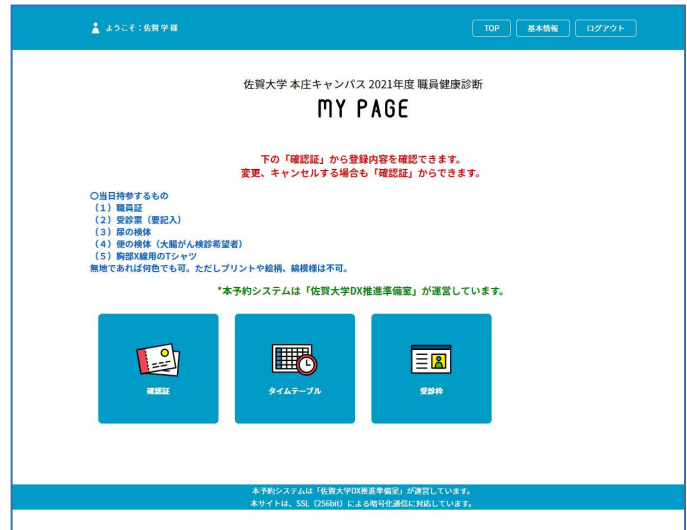 ようこそ：佐賀 学 様
TOP
基本情報
ログアウト
佐賀大学 本庄キャンパス 2021年度 職員健康診断
MY PAGE
下の「確認証」から登録内容を確認できます。
変更、キャンセルする場合も「確認証」からできます。
〇当日持参するもの
（１）職員証
（２）受診票（要記入）
（３）尿の検体
（４）便の検体（大腸がん検診希望者）
（５）胸部X線用のTシャツ
無地であれば何色でも可。ただしプリントや絵柄、縞模様は不可。
*本予約システムは「佐賀大学DX推進準備室」が運営しています。
確認証
タイムテーブル
受診枠
本予約システムは「佐賀大学DX推進準備室」が運営しています。
本サイトは、SSL（256bit）による暗号化通信に対応しています。